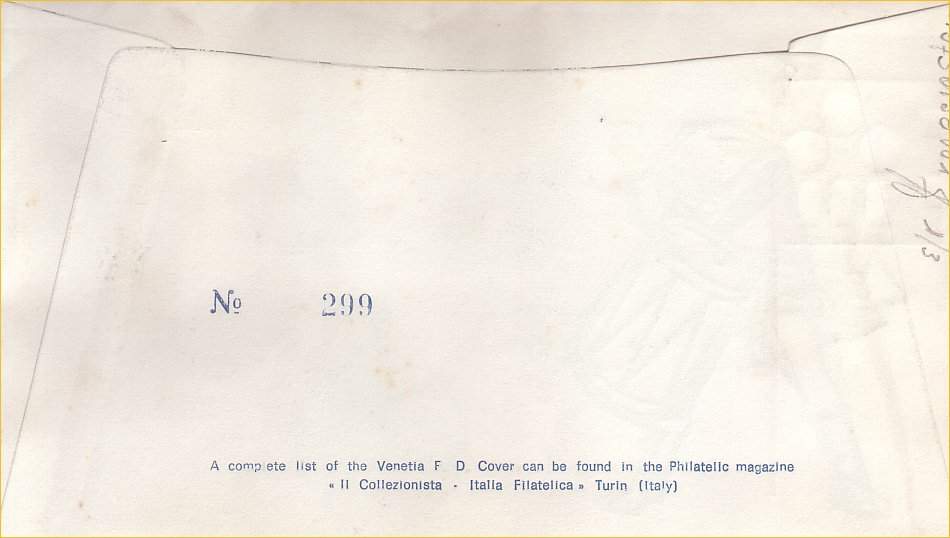 Nº 299
A complete list of the Venetia F. D. Cover can be found in the Philatelic magazine
« Il Collezionista - Italia Filatelica » Turin (Italy)